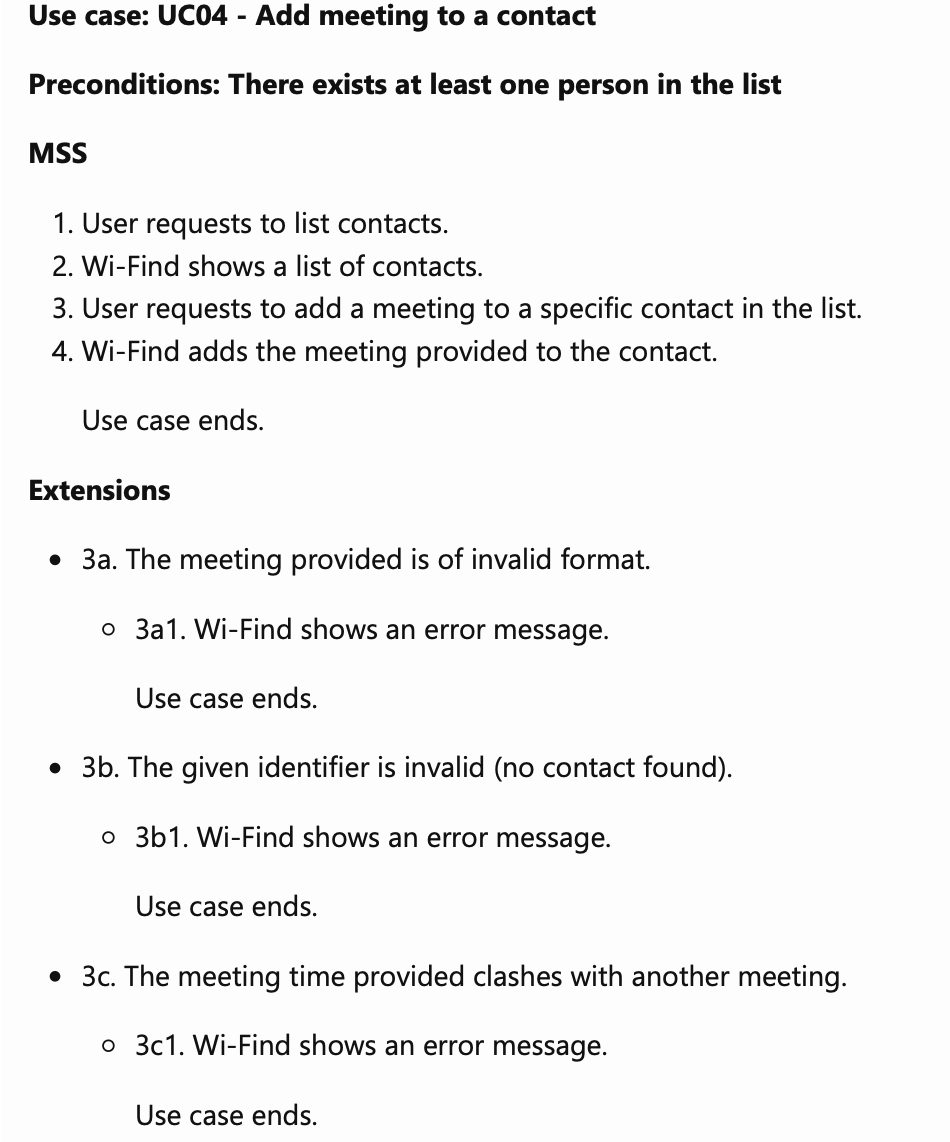 Use case: UC04 - Add meeting to a contact
Preconditions: There exists at least one person in the list
MSS
1. User requests to list contacts.
2. Wi-Find shows a list of contacts.
3. User requests to add a meeting to a specific contact in the list.
4. Wi-Find adds the meeting provided to the contact.
Use case ends.
Extensions
• 3a. The meeting provided is of invalid format.
○ 3a1. Wi-Find shows an error message.
Use case ends.
• 3b. The given identifier is invalid (no contact found).
○ 3b1. Wi-Find shows an error message.
Use case ends.
• 3c. The meeting time provided clashes with another meeting.
○ 3c1. Wi-Find shows an error message.
Use case ends.